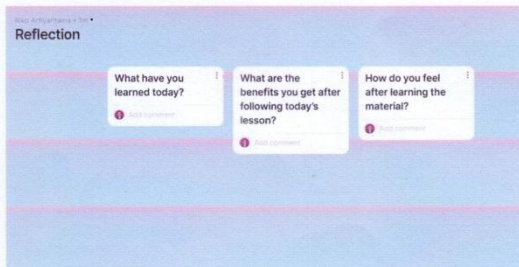 Reflection
What have you
learned today?
Add comment
What are the
benefits you get after
following today's
lesson?
Add comment
How do you feel
after learning the
material?
Add comment